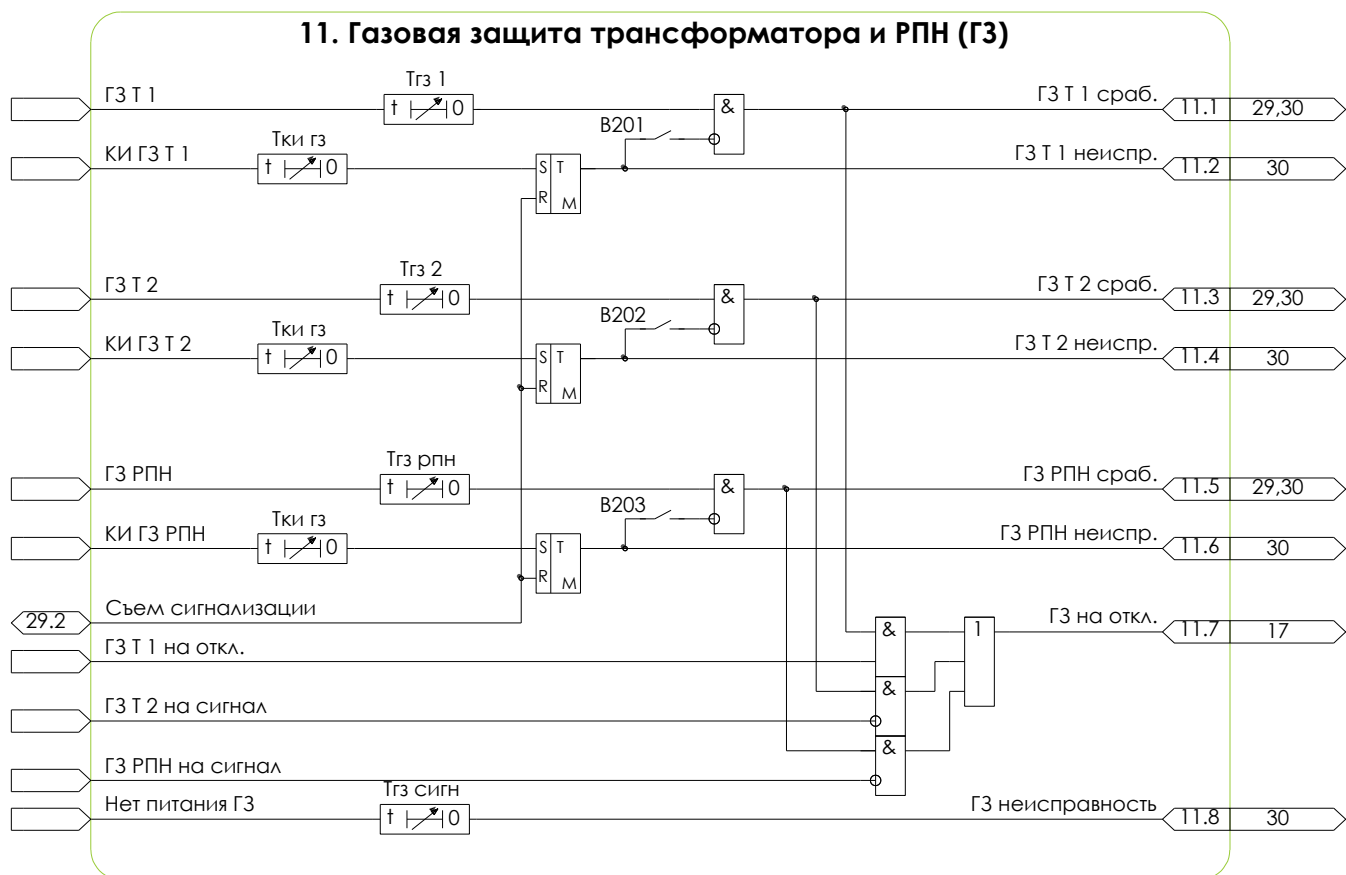 11. Газовая защита трансформатора и РПН (ГЗ)
ГЗ Т 1
Тгз 1
t 0
&
ГЗ Т 1 сраб.
11.1 29,30
В201
КИ ГЗ Т 1
Тки гз
t 0
S T
R M
ГЗ Т 1 неиспр.
11.2 30
ГЗ Т 2
Тгз 2
t 0
&
ГЗ Т 2 сраб.
11.3 29,30
В202
КИ ГЗ Т 2
Тки гз
t 0
S T
R M
ГЗ Т 2 неиспр.
11.4 30
ГЗ РПН
Тгз рпн
t 0
&
ГЗ РПН сраб.
11.5 29,30
В203
КИ ГЗ РПН
Тки гз
t 0
S T
R M
ГЗ РПН неиспр.
11.6 30
29.2
Съем сигнализации
& 1
ГЗ на откл.
11.7 17
ГЗ Т 1 на откл.
&
ГЗ Т 2 на сигнал
&
ГЗ РПН на сигнал
Нет питания ГЗ
Тгз сигн
t 0
ГЗ неисправность
11.8 30